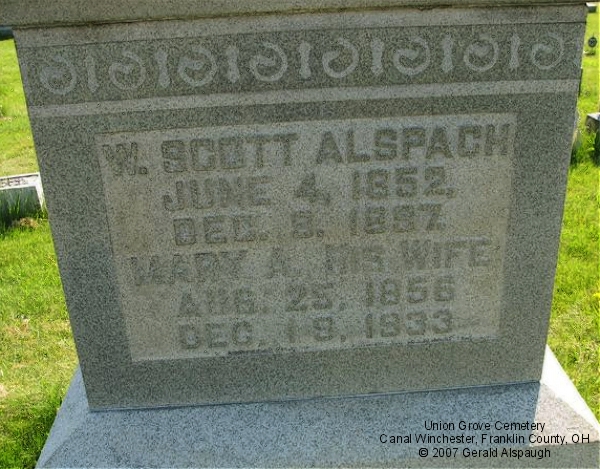 W. SCOTT ALSPACH
JUNE 4, 1852.
DEC. 8, 1897.
MARY A., HIS WIFE
AUG. 25, 1856
DEC. 19, 1933
Union Grove Cemetery
Canal Winchester, Franklin County, OH
© 2007 Gerald Alspaugh